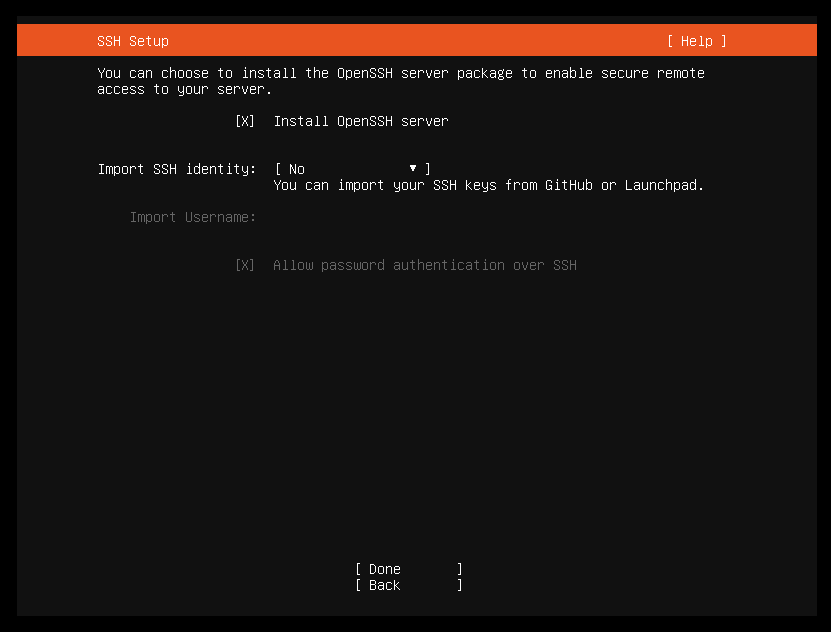 SSH Setup [ Help ]
You can choose to install the OpenSSH server package to enable secure remote
access to your server.
[X] Install OpenSSH server
Import SSH identity: [ No ▾ ]
You can import your SSH keys from GitHub or Launchpad.
Import Username:
[X] Allow password authentication over SSH
[ Done ]
[ Back ]